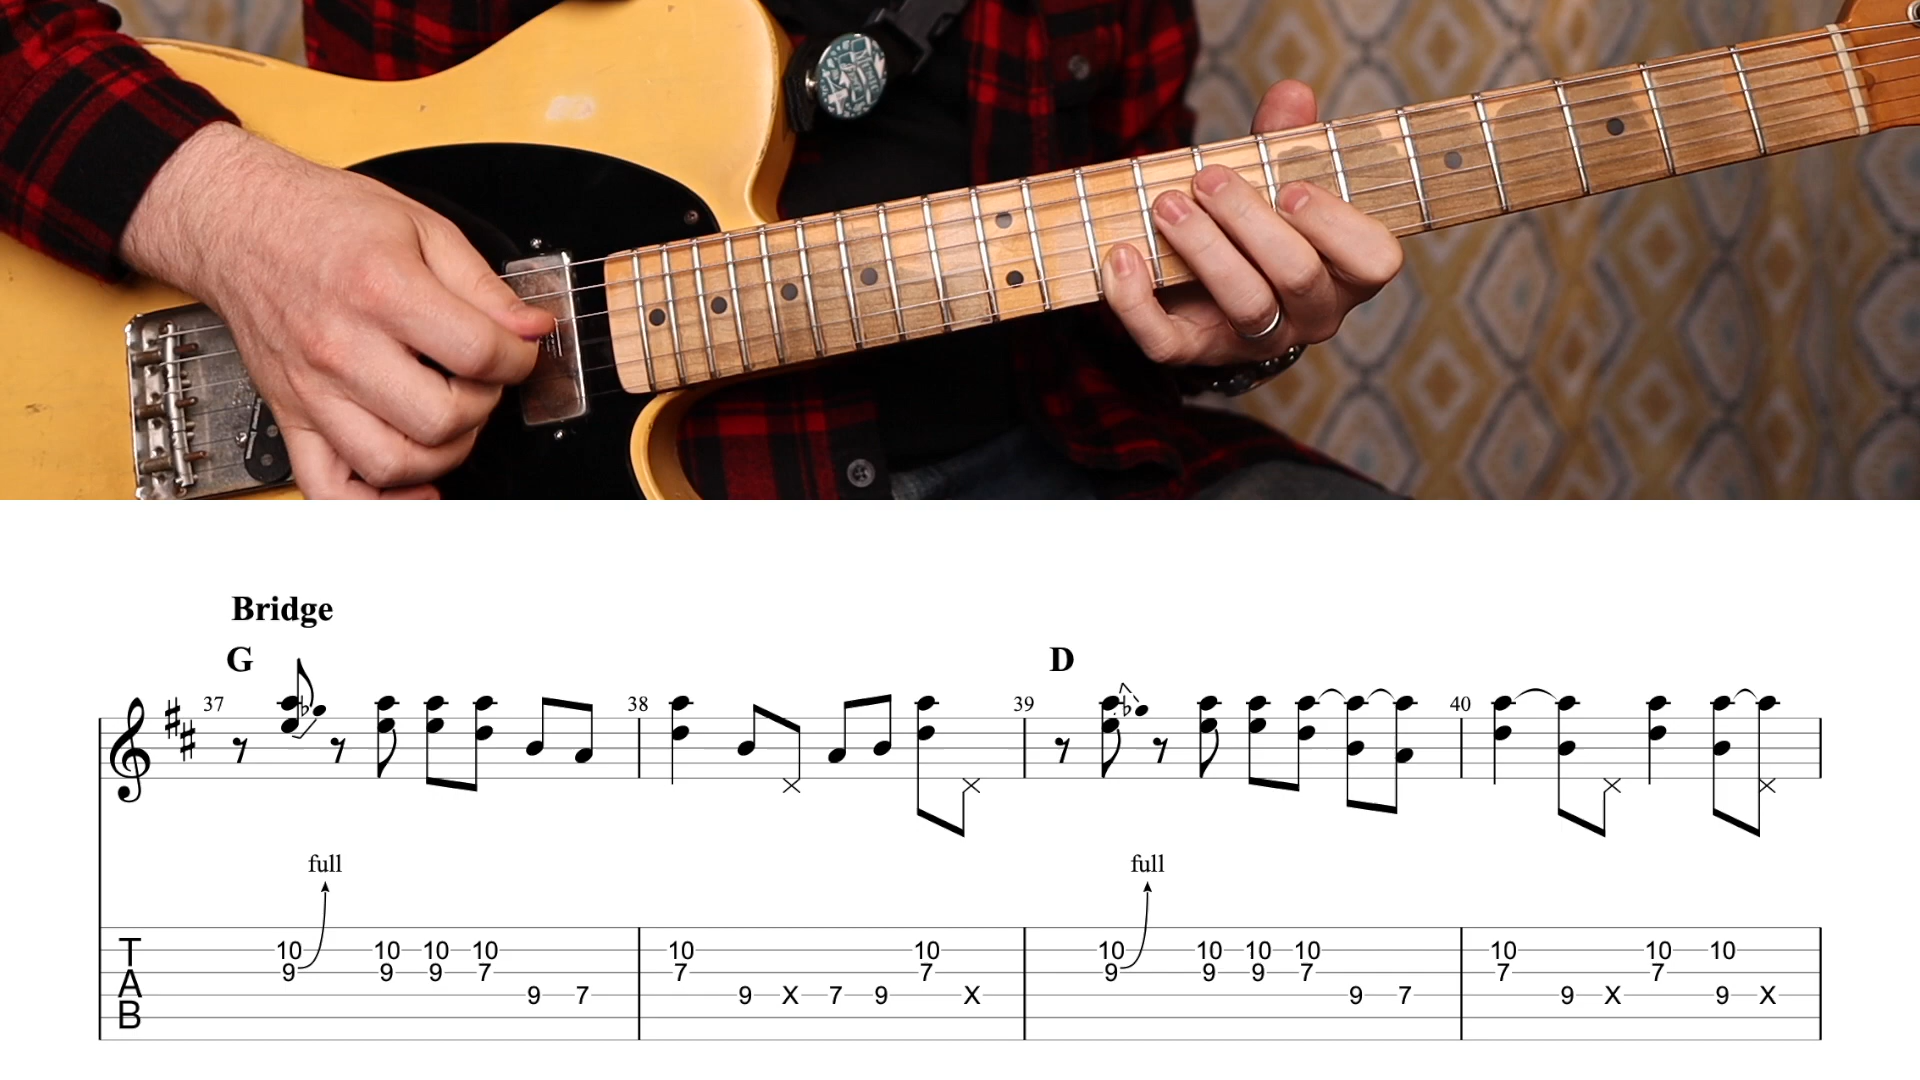 Bridge
G D
37 38 39 40
full full
T 10 10 10 10 10 10 10 10 10 10 10 10 10
A 9 9 9 7 7 7 9 9 9 7 7 7
9 7 9 X 7 9 X 9 7 9 X 9 X
B